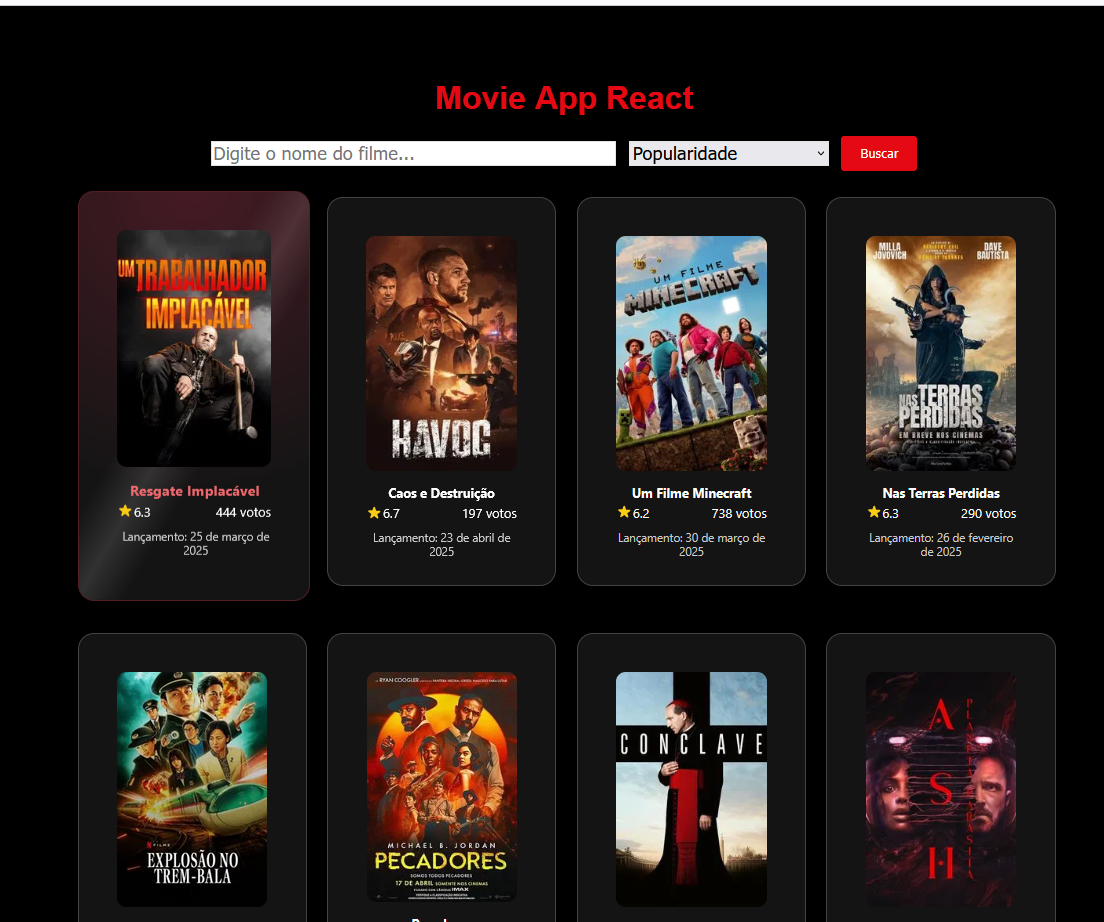 Movie App React
Digite o nome do filme...
Popularidade
Buscar
UM TRABALHADOR
IMPLACÁVEL
Resgate Implacável
6.3
444 votos
Lançamento: 25 de março de
2025
HAVOC
Caos e Destruição
6.7
197 votos
Lançamento: 23 de abril de
2025
UM FILME
MINECRAFT
Um Filme Minecraft
6.2
738 votos
Lançamento: 30 de março de
2025
MILLA
JOVOVICH
DAVE
BAUTISTA
NAS TERRAS
PERDIDAS
EM BREVE NOS CINEMAS
Nas Terras Perdidas
6.3
290 votos
Lançamento: 26 de fevereiro
de 2025
N FILME
EXPLOSÃO NO
TREM-BALA
RYAN COOGLER
MICHAEL B. JORDAN
PECADORES
SOMOS TODOS PECADORES
17 DE ABRIL SOMENTE NOS CINEMAS
IMAX
CONCLAVE
A
S
H